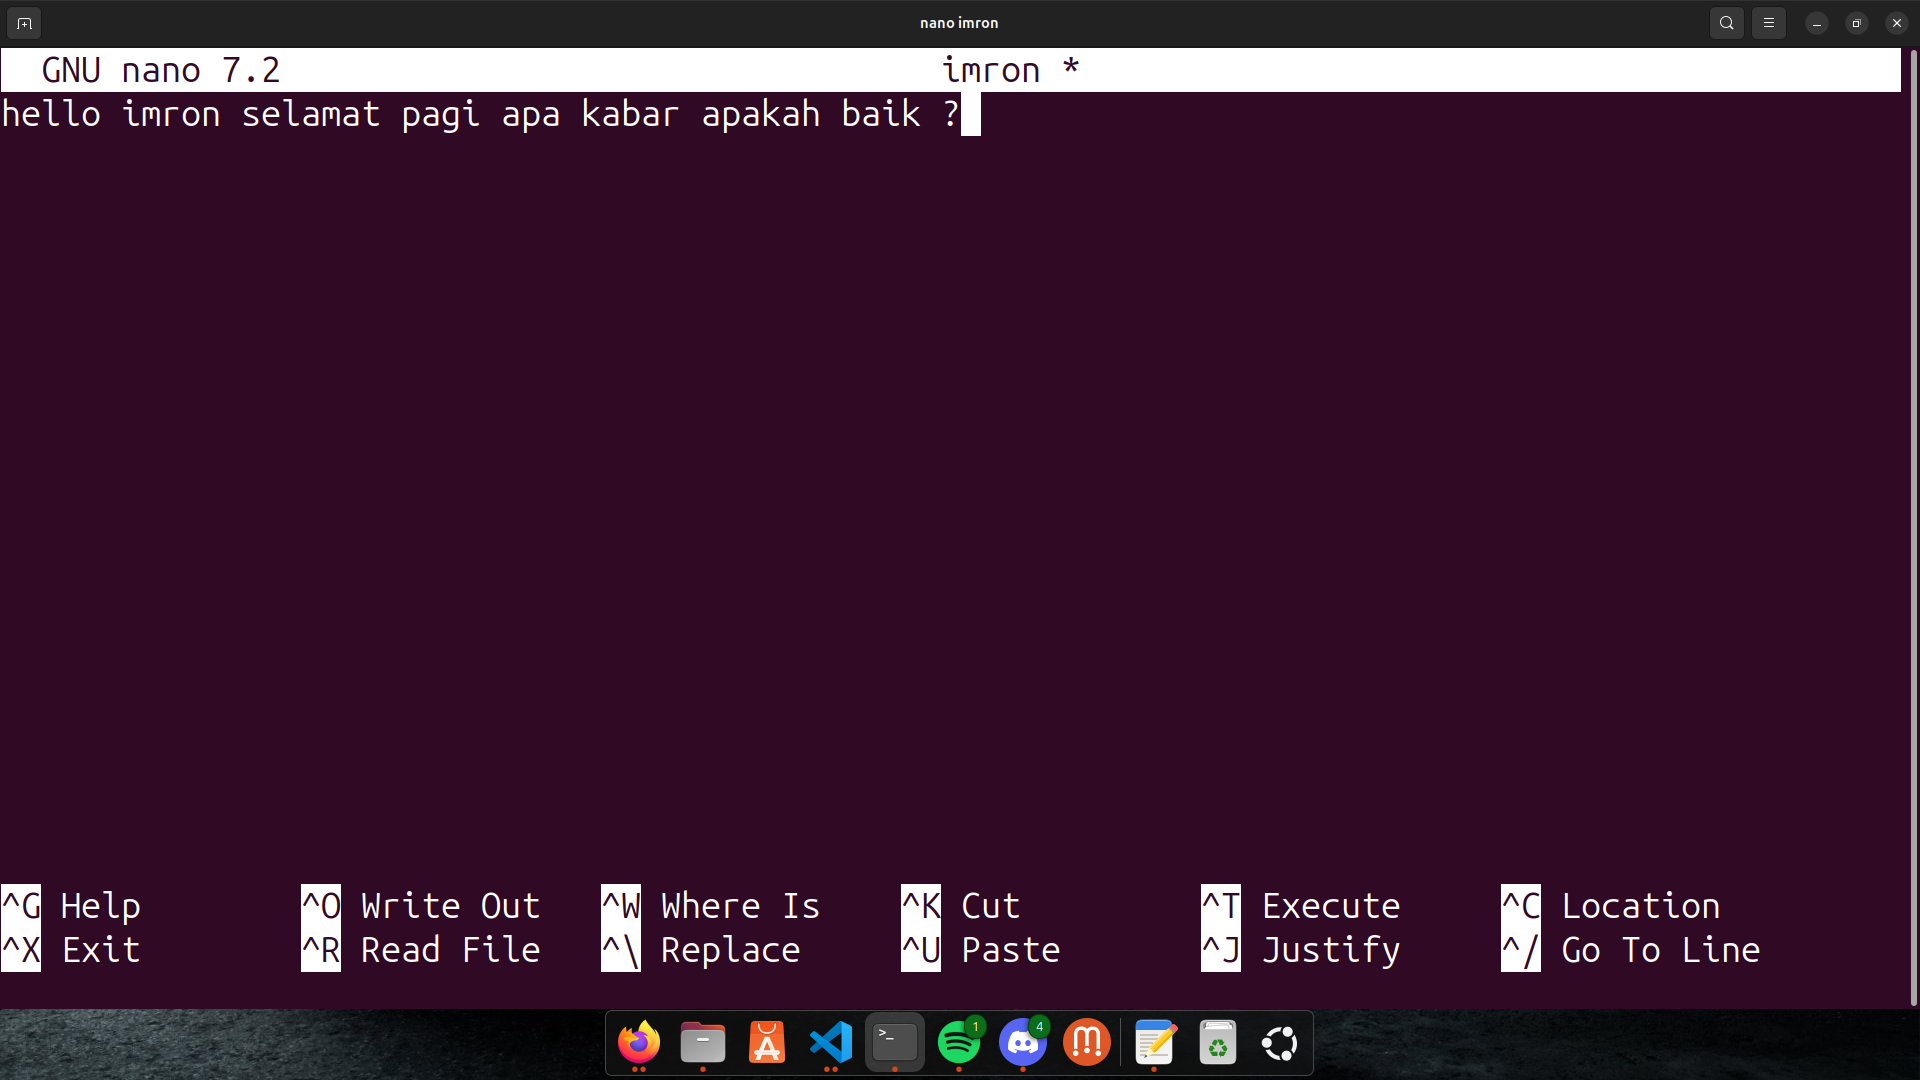 nano imron
GNU nano 7.2 imron *
hello imron selamat pagi apa kabar apakah baik ?
^G Help ^O Write Out ^W Where Is ^K Cut ^T Execute ^C Location
^X Exit ^R Read File ^\ Replace ^U Paste ^J Justify ^/ Go To Line
>_ 1 4